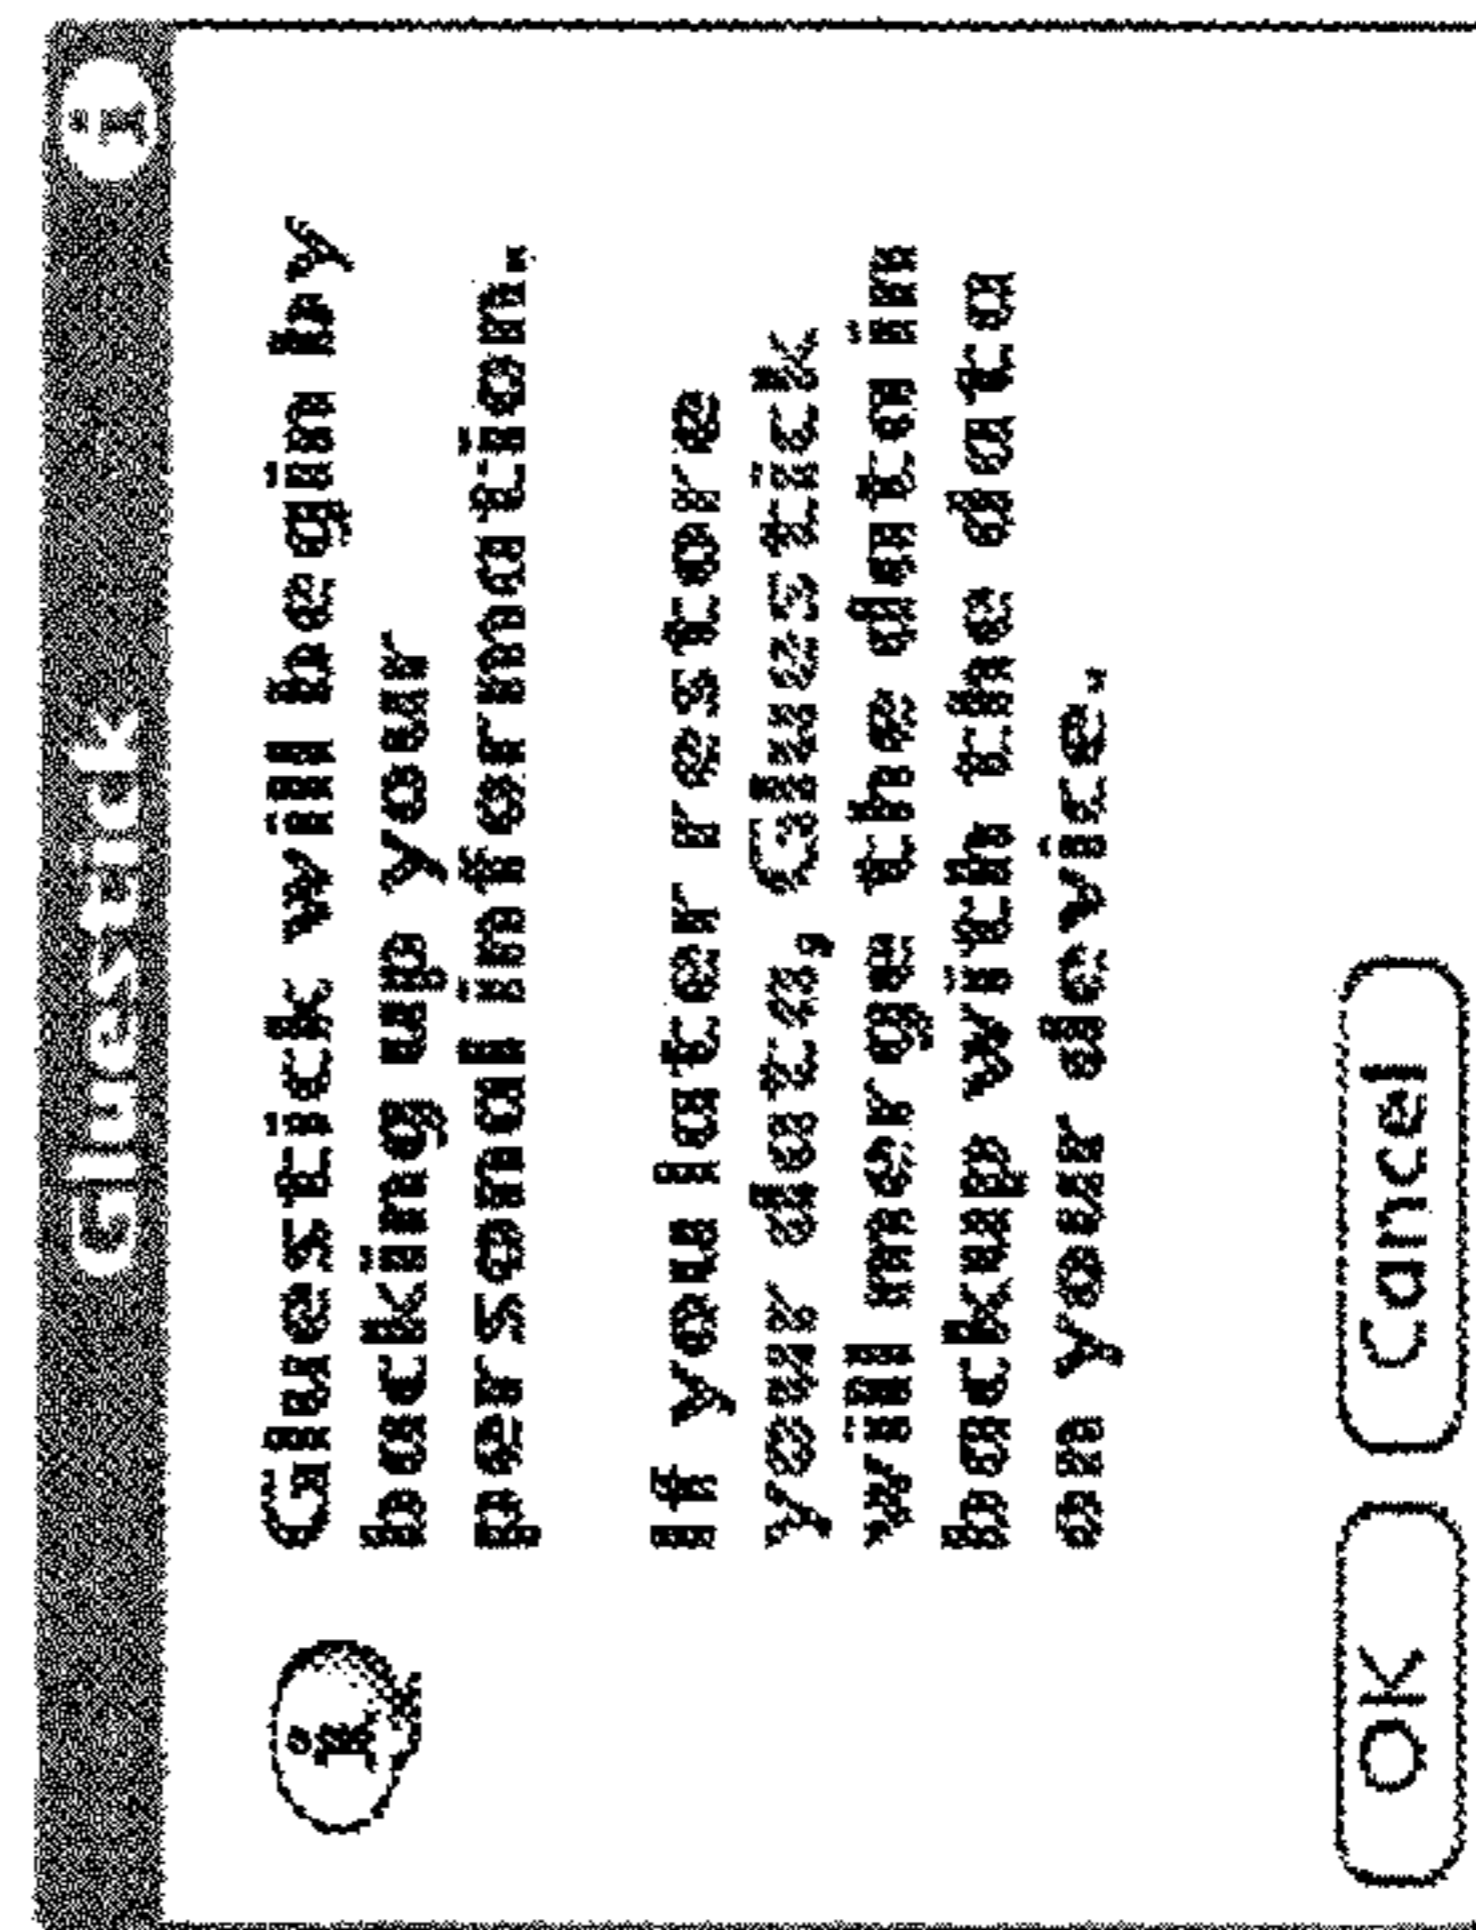 Gluestick i
i
Gluestick will begin by
backing up your
personal information.
If you later restore
your data, Gluestick
will merge the data in
backup with the data
on your device.
OK Cancel